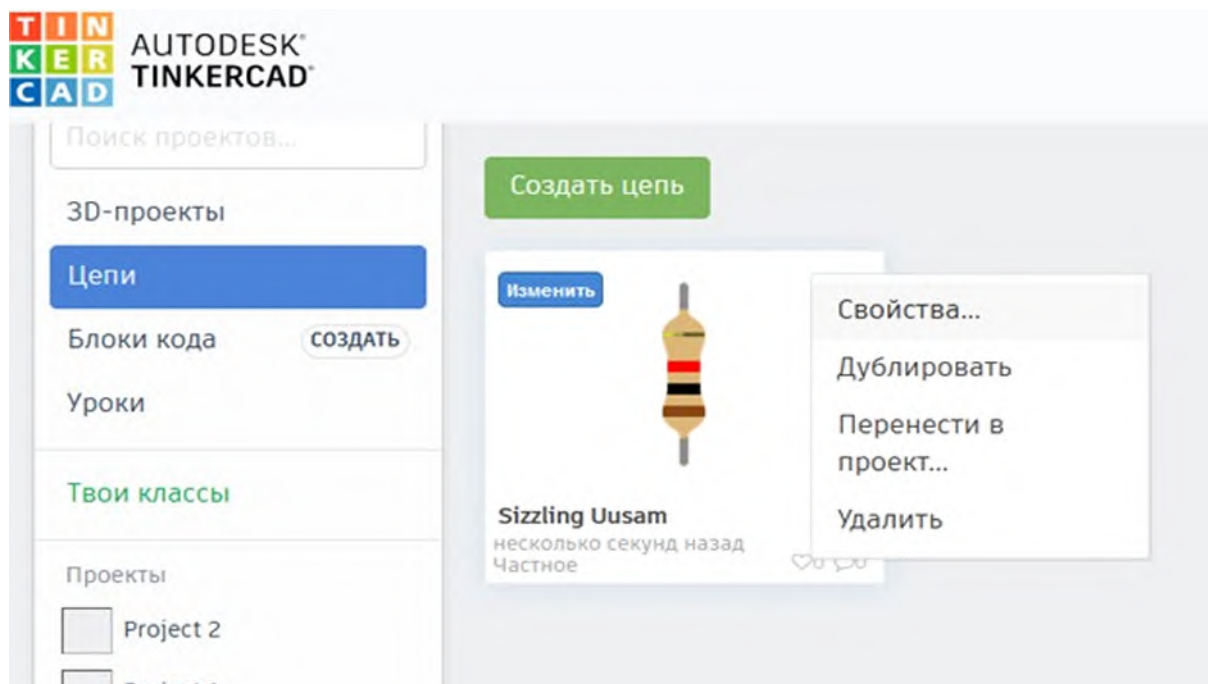 TIN
KER
CAD
AUTODESK®
TINKERCAD®
Поиск проектов...
3D-проекты
Цепи
Блоки кода
СОЗДАТЬ
Уроки
Твои классы
Проекты
Project 2
Создать цепь
Изменить
Sizzling Uusam
несколько секунд назад
Частное
Свойства...
Дублировать
Перенести в
проект...
Удалить